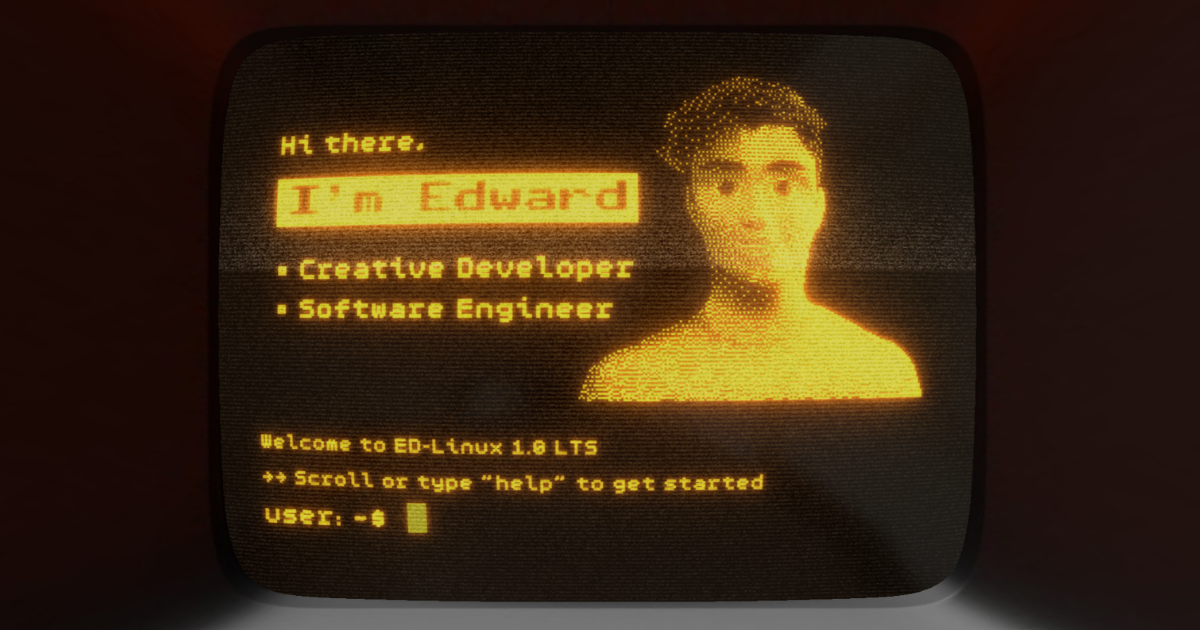 Hi there,
I'm Edward
▪ Creative Developer
▪ Software Engineer
Welcome to ED-Linux 1.0 LTS
→→ Scroll or type “help” to get started
user: ~$